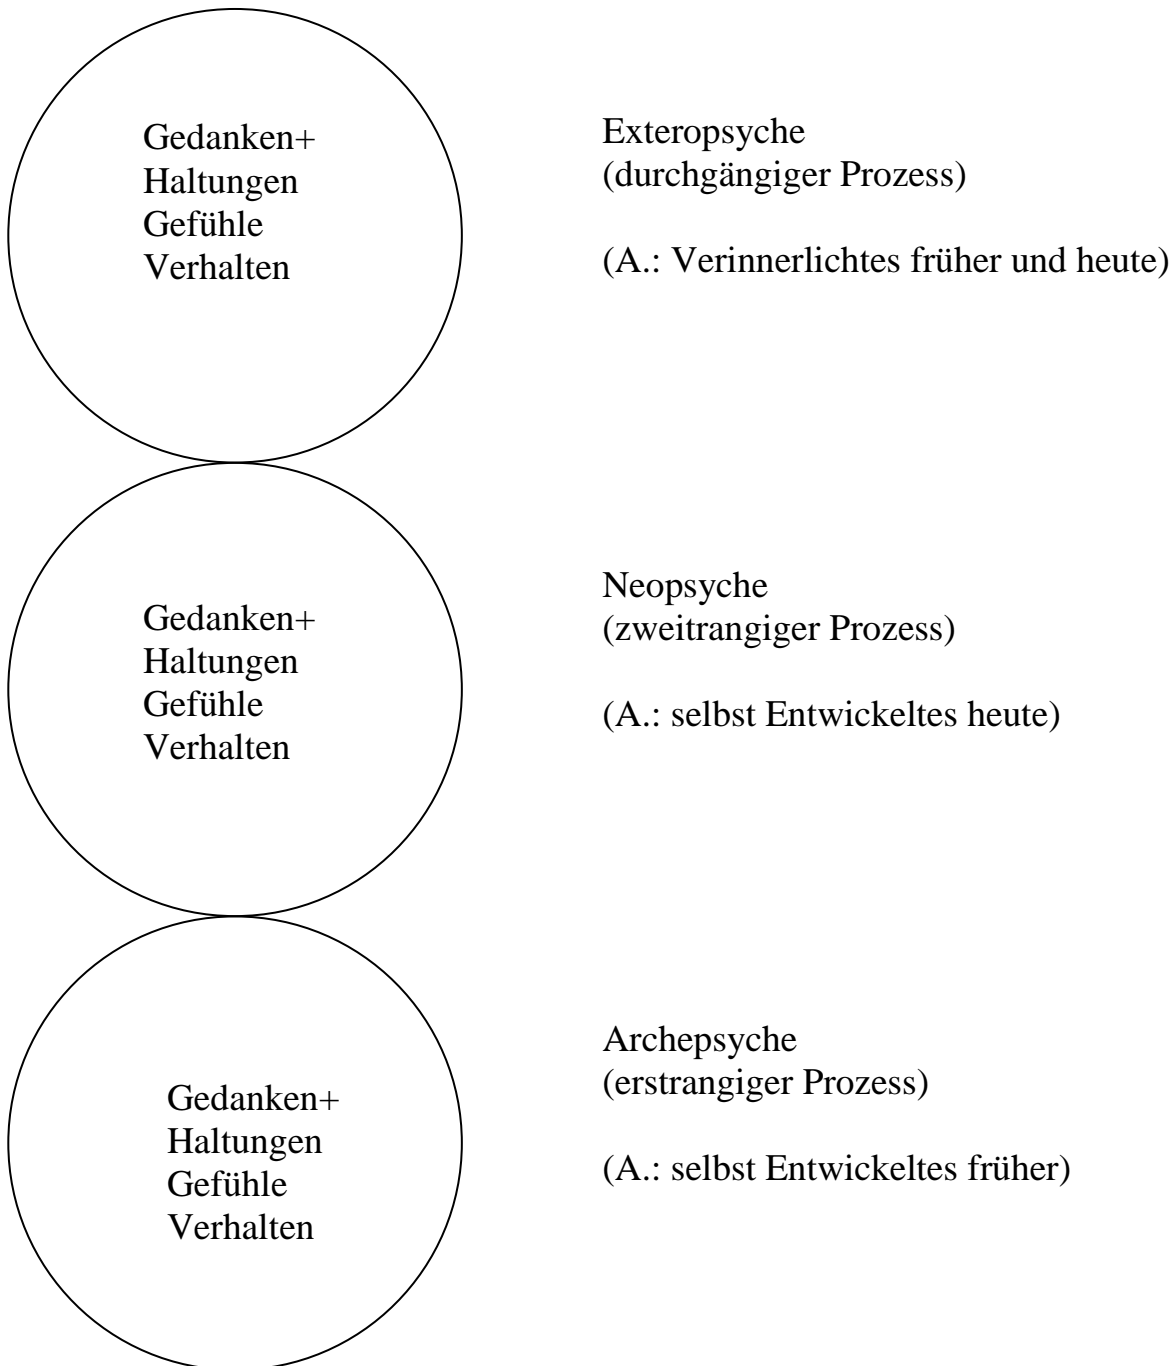 Gedanken+
Haltungen
Gefühle
Verhalten
Exteropsyche
(durchgängiger Prozess)
(A.: Verinnerlichtes früher und heute)
Gedanken+
Haltungen
Gefühle
Verhalten
Neopsyche
(zweitrangiger Prozess)
(A.: selbst Entwickeltes heute)
Gedanken+
Haltungen
Gefühle
Verhalten
Archepsyche
(erstrangiger Prozess)
(A.: selbst Entwickeltes früher)